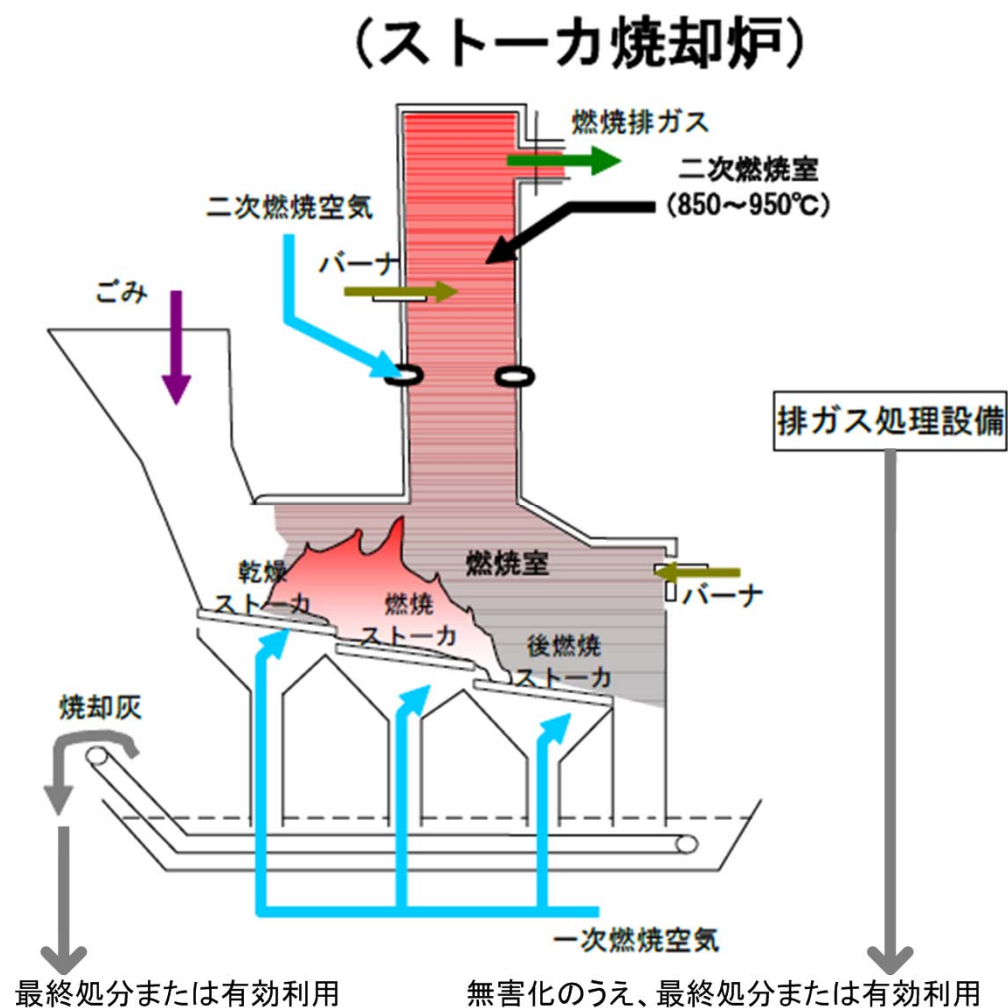 （ストーカ焼却炉）
燃焼排ガス
二次燃焼室
（850～950℃）
二次燃焼空気
バーナ
ごみ
排ガス処理設備
燃焼室
乾燥
ストーカ
燃焼
ストーカ
バーナ
後燃焼
ストーカ
焼却灰
一次燃焼空気
最終処分または有効利用
無害化のうえ、最終処分または有効利用